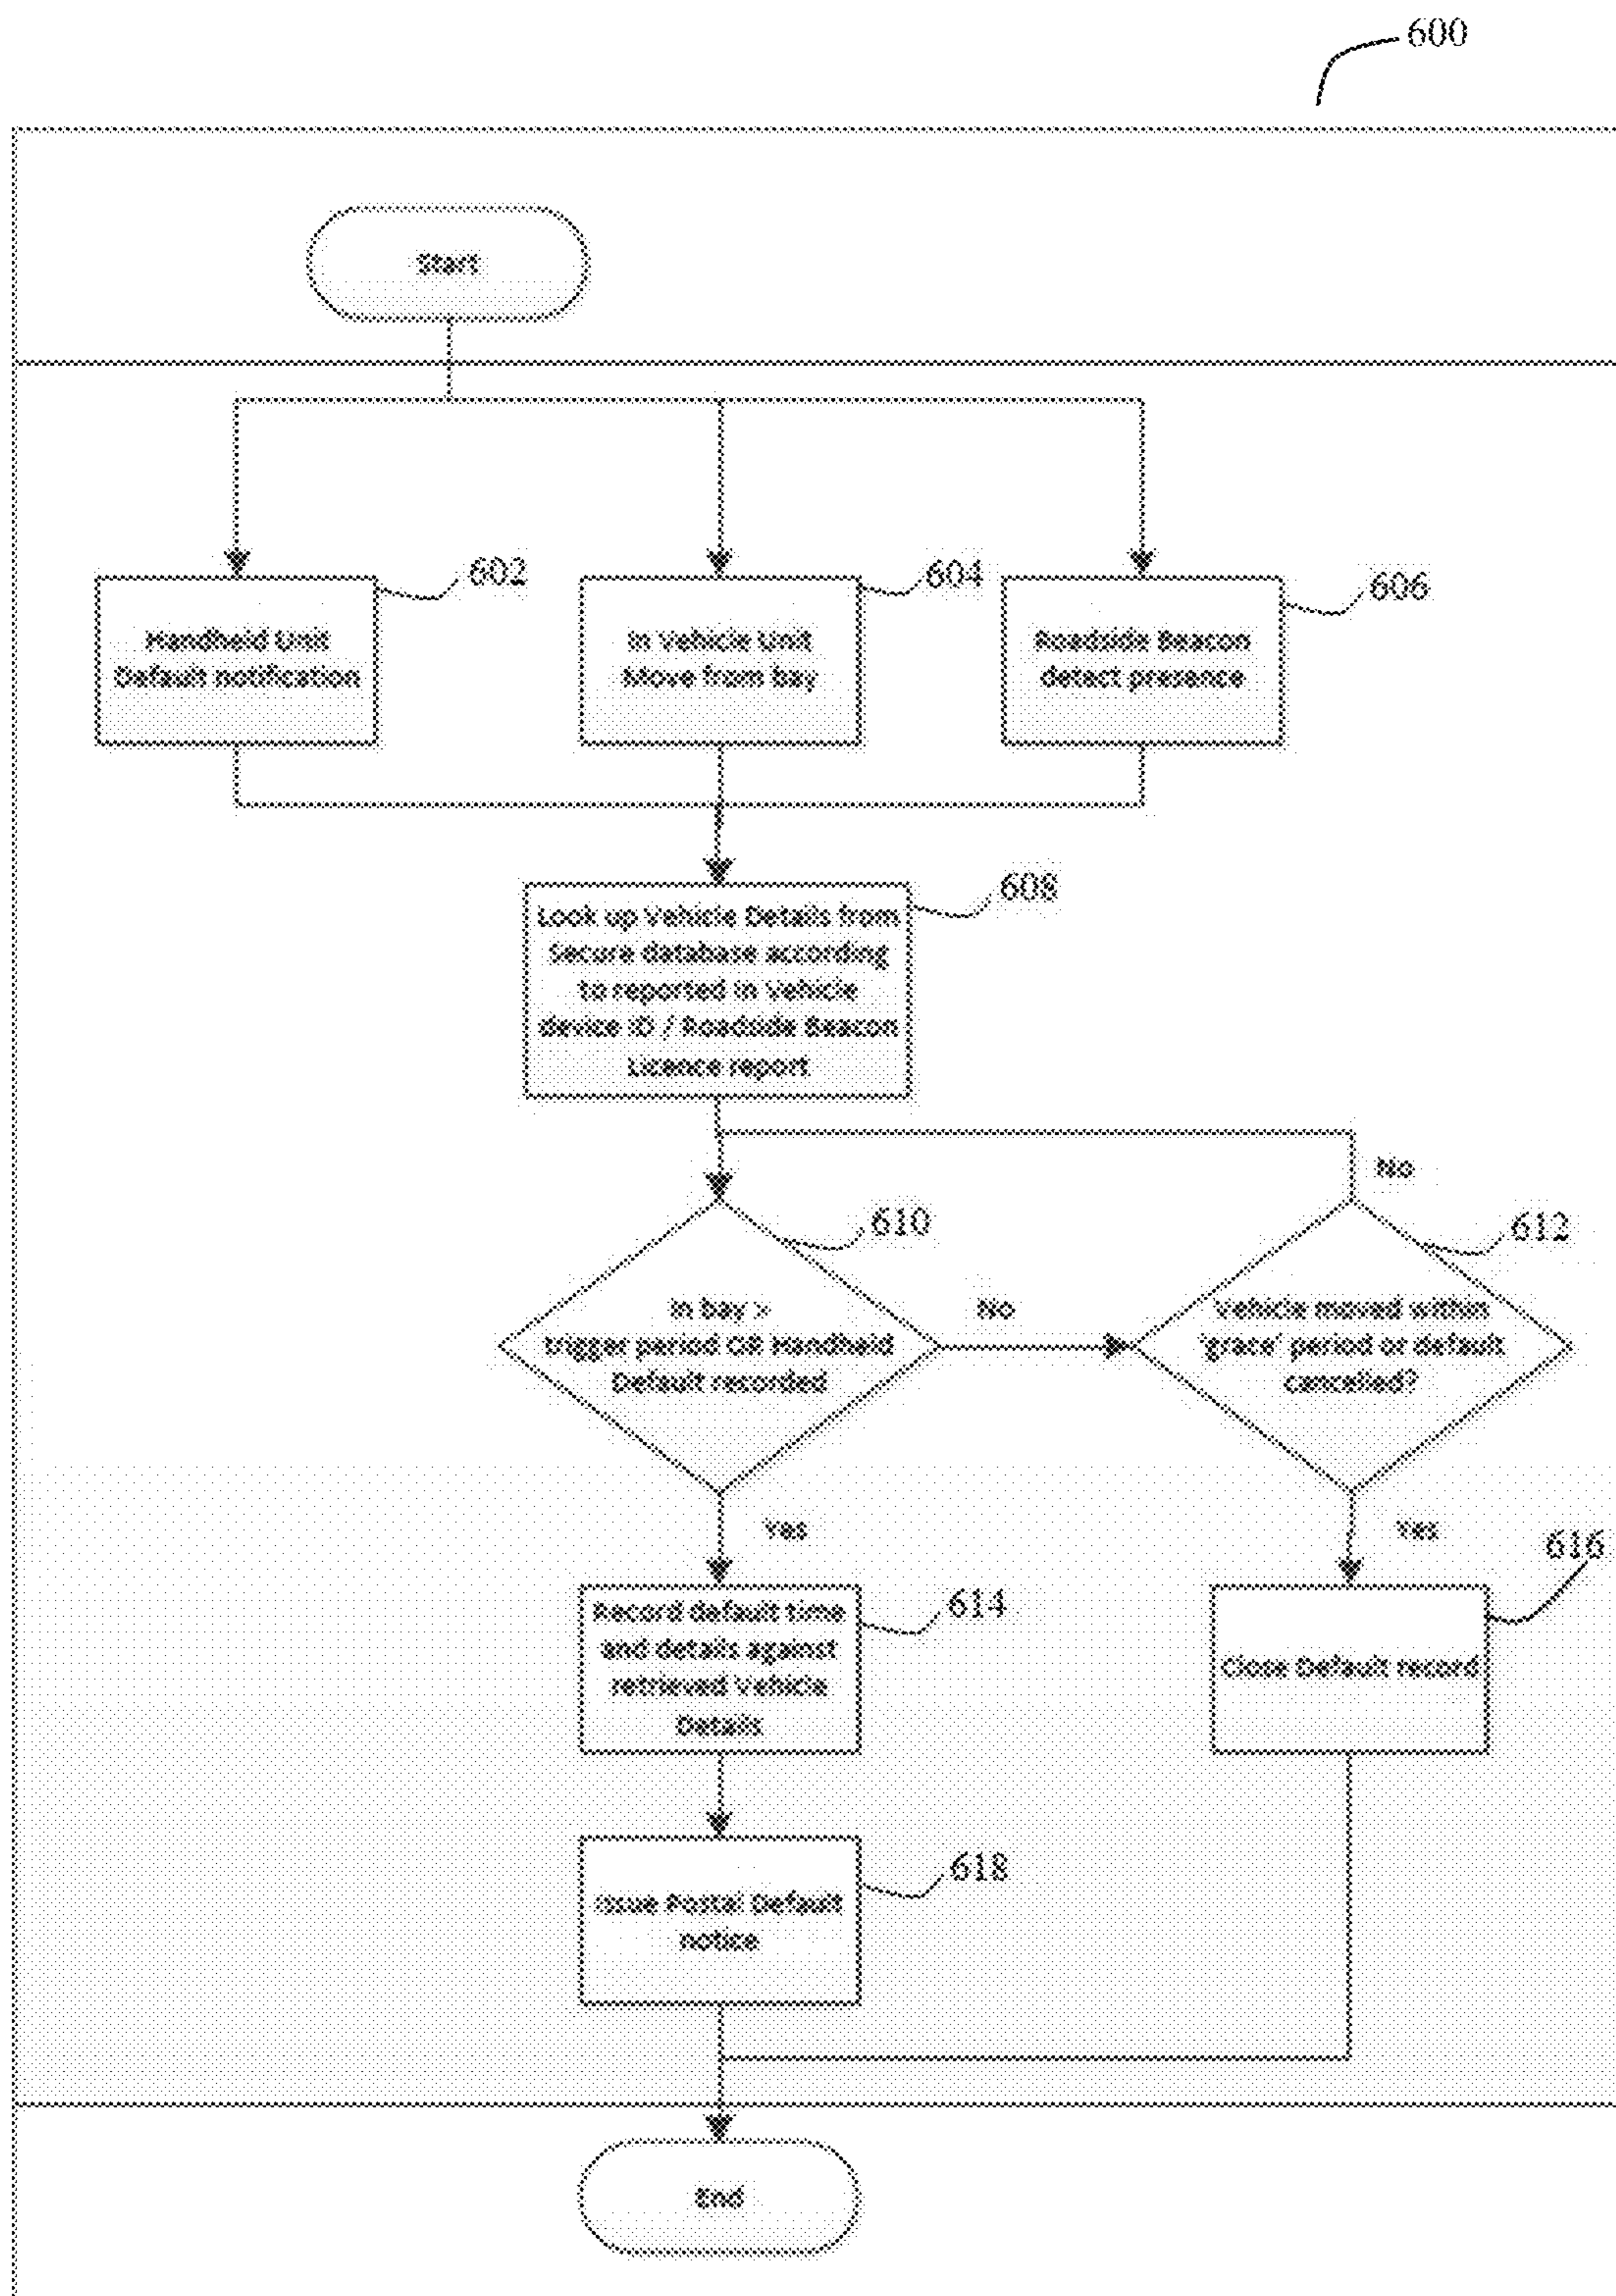 600
Start
602
604
606
Handheld Unit
Default notification
In Vehicle Unit
Move from bay
Roadside Beacon
detect presence
608
Look up Vehicle Details from
Secure database according
to reported in vehicle
device ID / Roadside Beacon
Licence report
No
610
612
In bay >
trigger period OR Handheld
Default recorded
No
Vehicle moved within
'grace' period or default
cancelled?
Yes
Yes
616
614
Record default time
and details against
retrieved Vehicle
Details
Close Default record
618
Issue Postal Default
notice
End